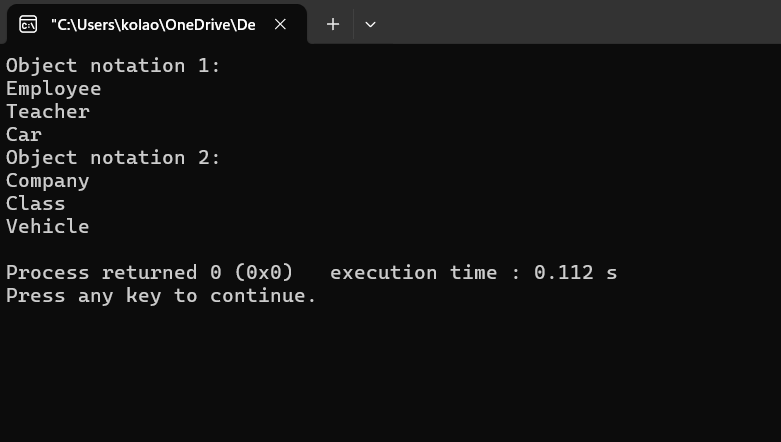 "C:\Users\kolao\OneDrive\De
Object notation 1:
Employee
Teacher
Car
Object notation 2:
Company
Class
Vehicle
Process returned 0 (0x0)   execution time : 0.112 s
Press any key to continue.